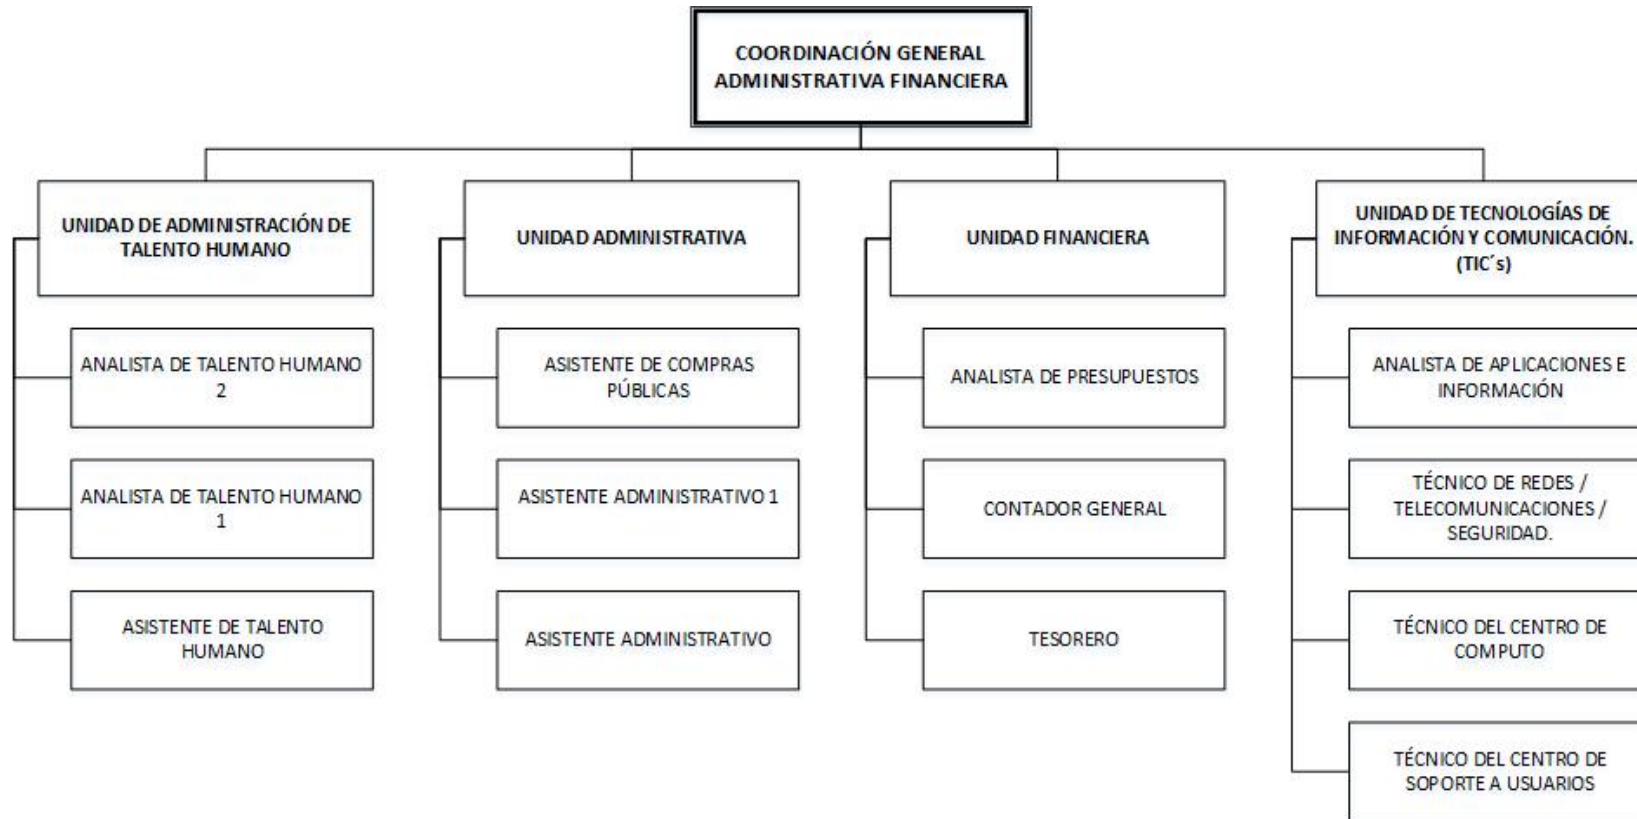 COORDINACIÓN GENERAL
ADMINISTRATIVA FINANCIERA
UNIDAD DE ADMINISTRACIÓN DE
TALENTO HUMANO
ANALISTA DE TALENTO HUMANO
2
ANALISTA DE TALENTO HUMANO
1
ASISTENTE DE TALENTO
HUMANO
UNIDAD ADMINISTRATIVA
ASISTENTE DE COMPRAS
PÚBLICAS
ASISTENTE ADMINISTRATIVO 1
ASISTENTE ADMINISTRATIVO
UNIDAD FINANCIERA
ANALISTA DE PRESUPUESTOS
CONTADOR GENERAL
TESORERO
UNIDAD DE TECNOLOGÍAS DE
INFORMACIÓN Y COMUNICACIÓN.
(TIC´s)
ANALISTA DE APLICACIONES E
INFORMACIÓN
TÉCNICO DE REDES /
TELECOMUNICACIONES /
SEGURIDAD.
TÉCNICO DEL CENTRO DE
COMPUTO
TÉCNICO DEL CENTRO DE
SOPORTE A USUARIOS